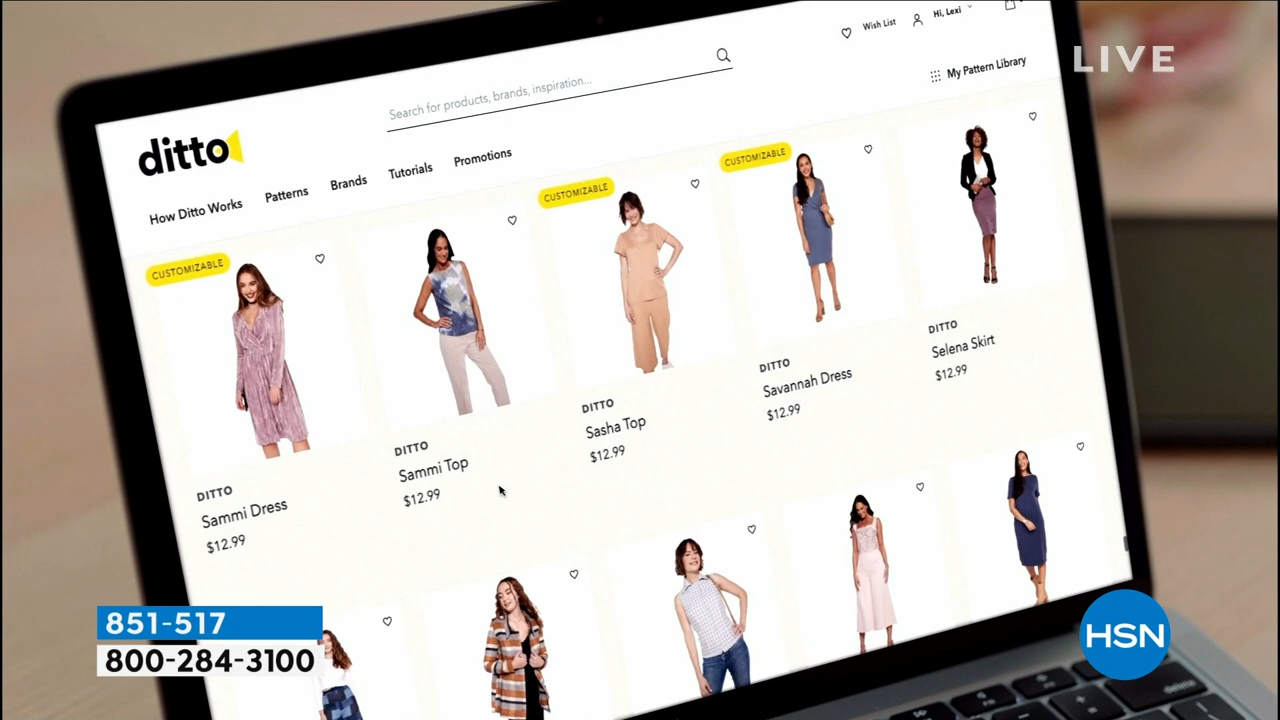 LIVE
Wish List
Hi, Lexi
My Pattern Library
Search for products, brands, inspiration...
ditto
How Ditto Works
Patterns
Brands
Tutorials
Promotions
CUSTOMIZABLE
CUSTOMIZABLE
CUSTOMIZABLE
DITTO
Sammi Dress
$12.99
DITTO
Sammi Top
$12.99
DITTO
Sasha Top
$12.99
DITTO
Savannah Dress
$12.99
DITTO
Selena Skirt
$12.99
851-517
800-284-3100
HSN
delete